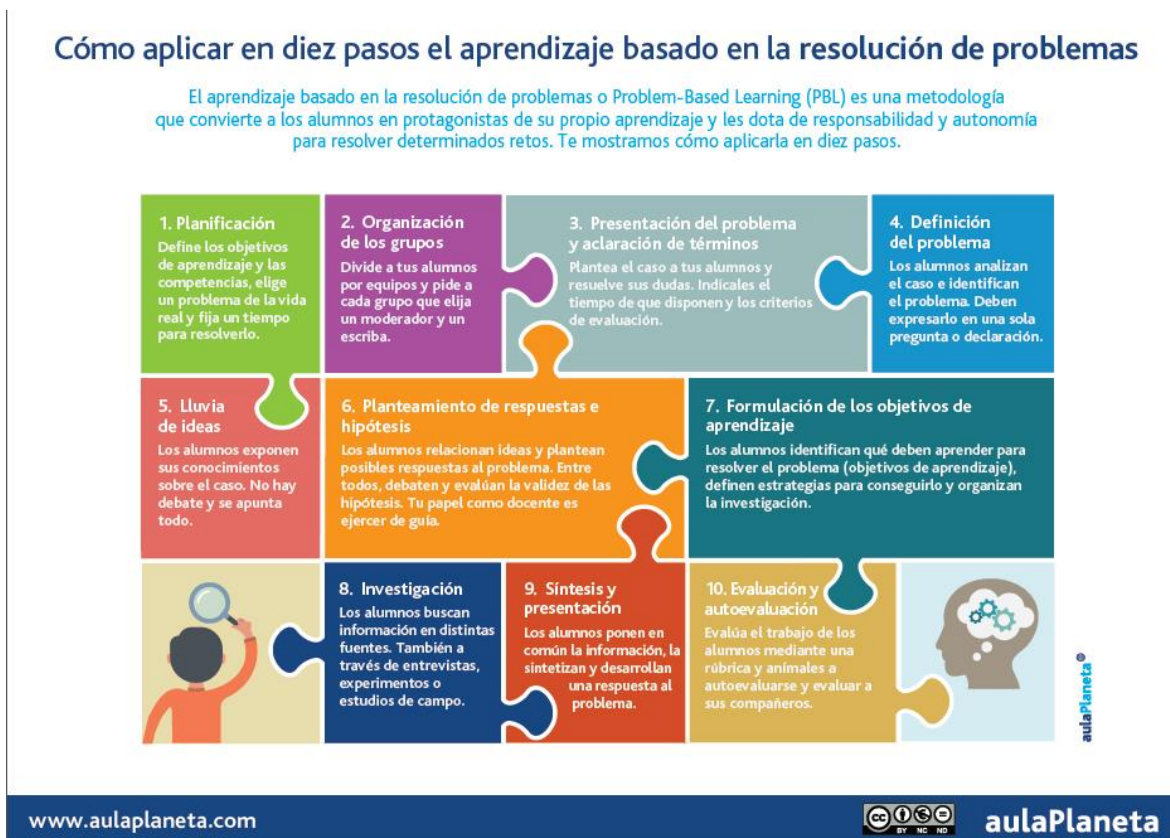 Cómo aplicar en diez pasos el aprendizaje basado en la resolución de problemas
El aprendizaje basado en la resolución de problemas o Problem-Based Learning (PBL) es una metodología
que convierte a los alumnos en protagonistas de su propio aprendizaje y les dota de responsabilidad y autonomía
para resolver determinados retos. Te mostramos cómo aplicarla en diez pasos.
1. Planificación
Define los objetivos
de aprendizaje y las
competencias, elige
un problema de la vida
real y fija un tiempo
para resolverlo.
2. Organización
de los grupos
Divide a tus alumnos
por equipos y pide a
cada grupo que elija
un moderador y un
escriba.
3. Presentación del problema
y aclaración de términos
Plantea el caso a tus alumnos y
resuelve sus dudas. Indícales el
tiempo de que disponen y los criterios
de evaluación.
4. Definición
del problema
Los alumnos analizan
el caso e identifican
el problema. Deben
expresarlo en una sola
pregunta o declaración.
5. Lluvia
de ideas
Los alumnos exponen
sus conocimientos
sobre el caso. No hay
debate y se apunta
todo.
6. Planteamiento de respuestas e
hipótesis
Los alumnos relacionan ideas y plantean
posibles respuestas al problema. Entre
todos, debaten y evalúan la validez de las
hipótesis. Tu papel como docente es
ejercer de guía.
7. Formulación de los objetivos de
aprendizaje
Los alumnos identifican qué deben aprender para
resolver el problema (objetivos de aprendizaje),
definen estrategias para conseguirlo y organizan
la investigación.
8. Investigación
Los alumnos buscan
información en distintas
fuentes. También a
través de entrevistas,
experimentos o
estudios de campo.
9. Síntesis y
presentación
Los alumnos ponen en
común la información, la
sintetizan y desarrollan
una respuesta al
problema.
10. Evaluación y
autoevaluación
Evalúa el trabajo de los
alumnos mediante una
rúbrica y anímales a
autoevaluarse y evaluar a
sus compañeros.
aulaPlaneta®
www.aulaplaneta.com
cc BY NC ND
aulaPlaneta